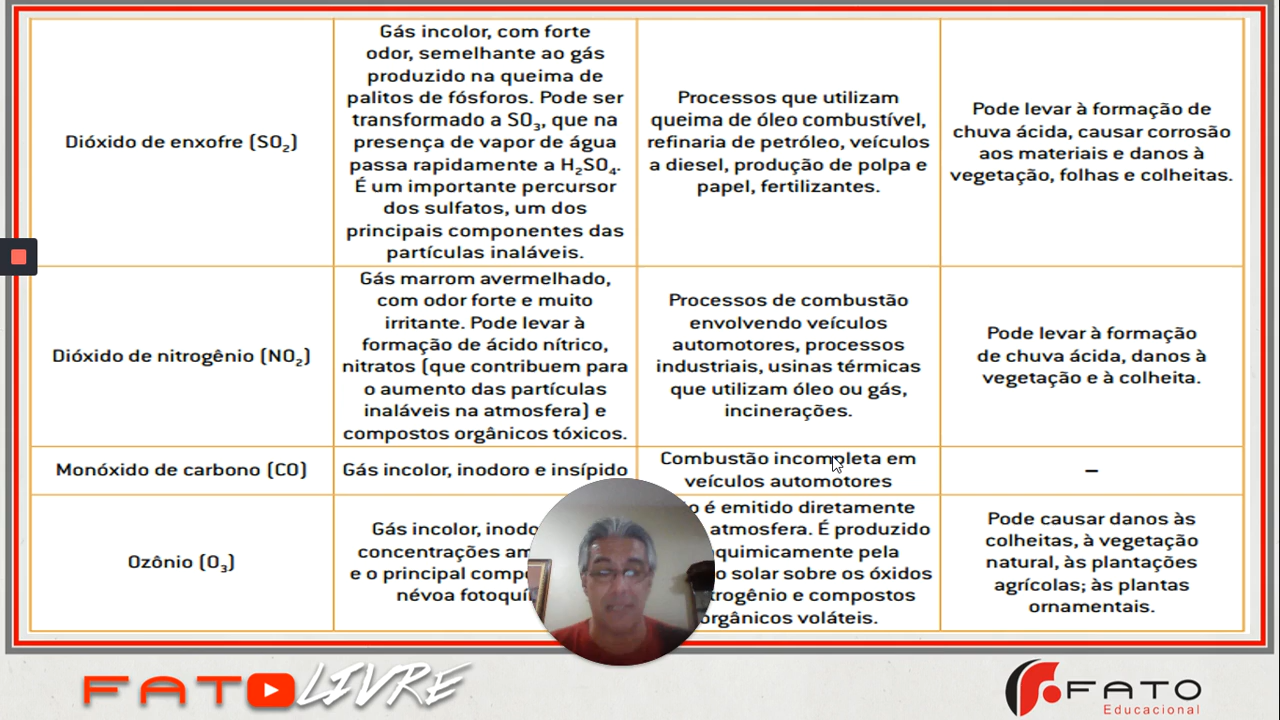 Dióxido de enxofre (SO₂)
Gás incolor, com forte
odor, semelhante ao gás
produzido na queima de
palitos de fósforos. Pode ser
transformado a SO₃, que na
presença de vapor de água
passa rapidamente a H₂SO₄.
É um importante percursor
dos sulfatos, um dos
principais componentes das
partículas inaláveis.
Processos que utilizam
queima de óleo combustível,
refinaria de petróleo, veículos
a diesel, produção de polpa e
papel, fertilizantes.
Pode levar à formação de
chuva ácida, causar corrosão
aos materiais e danos à
vegetação, folhas e colheitas.
Dióxido de nitrogênio (NO₂)
Gás marrom avermelhado,
com odor forte e muito
irritante. Pode levar à
formação de ácido nítrico,
nitratos (que contribuem para
o aumento das partículas
inaláveis na atmosfera) e
compostos orgânicos tóxicos.
Processos de combustão
envolvendo veículos
automotores, processos
industriais, usinas térmicas
que utilizam óleo ou gás,
incinerações.
Pode levar à formação
de chuva ácida, danos à
vegetação e à colheita.
Monóxido de carbono (CO)
Gás incolor, inodoro e insípido
Combustão incompleta em
veículos automotores
–
Ozônio (O₃)
Gás incolor,
concentrações
e o principal
névoa
é emitido diretamente
atmosfera. É produzido
pela
solar sobre os óxidos
e compostos
orgânicos voláteis.
Pode causar danos às
colheitas, à vegetação
natural, às plantações
agrícolas; às plantas
ornamentais.
FATO LIVRE
FATO
Educacional